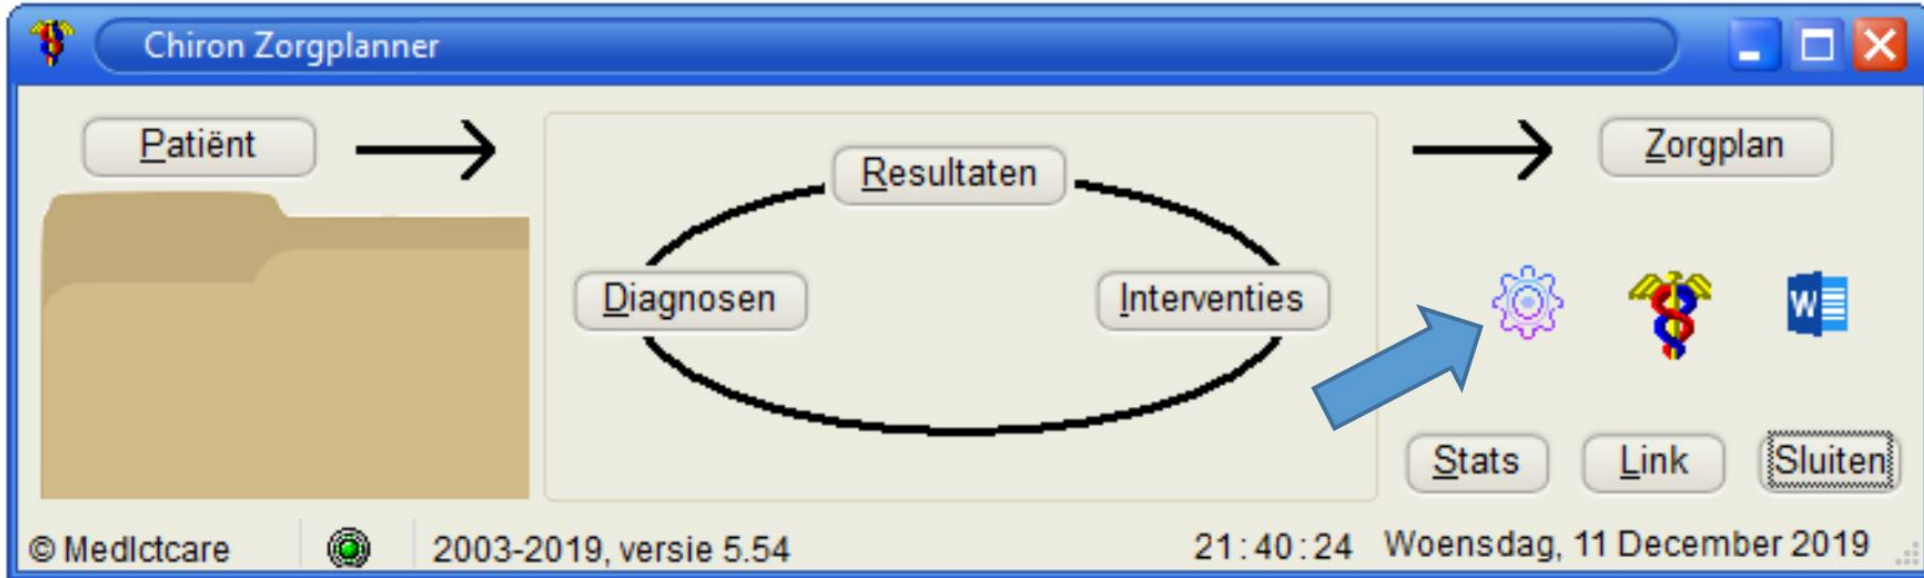 Chiron Zorgplanner
Patiënt
Resultaten
Zorgplan
Diagnosen
Interventies
W
Stats
Link
Sluiten
© MedIctcare
2003-2019, versie 5.54
21:40:24
Woensdag, 11 December 2019